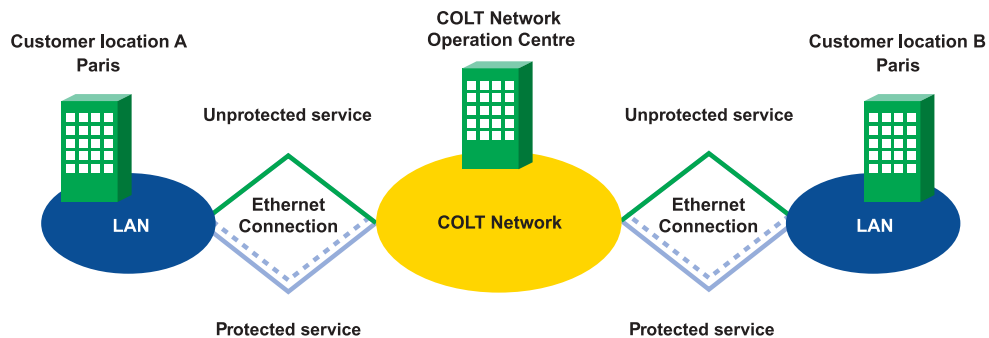 COLT Network
Operation Centre
Customer location A
Paris
Customer location B
Paris
Unprotected service
Unprotected service
Ethernet
Connection
Ethernet
Connection
LAN
COLT Network
LAN
Protected service
Protected service